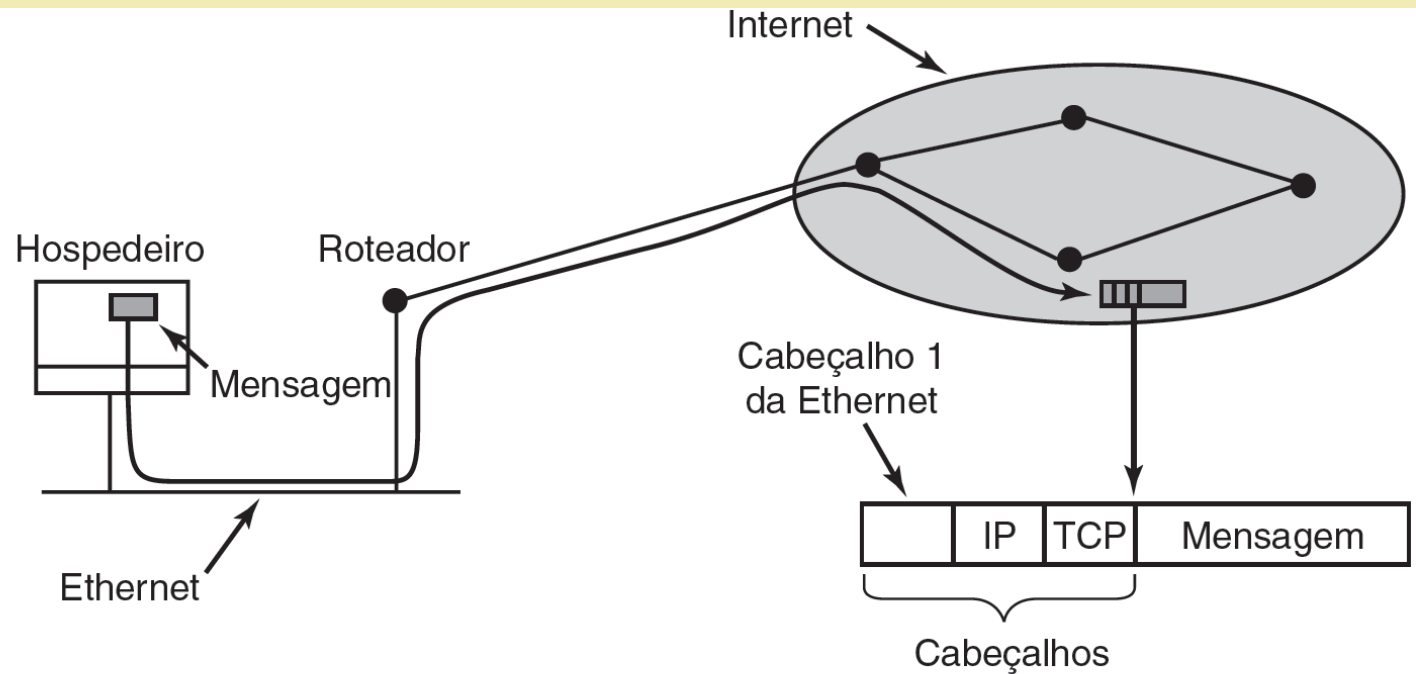 Internet
Hospedeiro
Roteador
Mensagem
Ethernet
Cabeçalho 1
da Ethernet
IP
TCP
Mensagem
Cabeçalhos